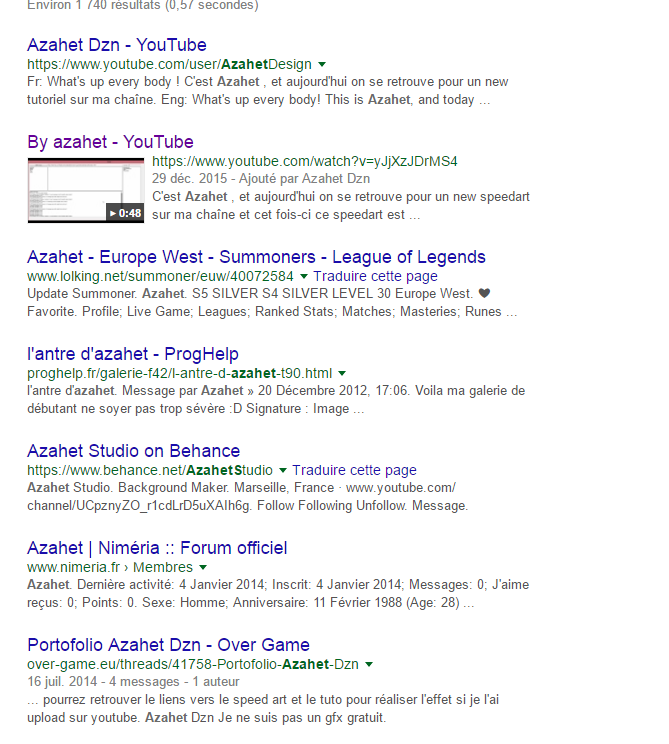 Environ 1 740 résultats (0,57 secondes)
Azahet Dzn - YouTube
https://www.youtube.com/user/AzahetDesign
Fr: What's up every body ! C'est Azahet , et aujourd'hui on se retrouve pour un new
tutoriel sur ma chaîne. Eng: What's up every body! This is Azahet, and today ...
By azahet - YouTube
https://www.youtube.com/watch?v=yJjXzJDrMS4
29 déc. 2015 - Ajouté par Azahet Dzn
C'est Azahet , et aujourd'hui on se retrouve pour un new speedart
sur ma chaîne et cet fois-ci ce speedart est ...
0:48
Azahet - Europe West - Summoners - League of Legends
www.lolking.net/summoner/euw/40072584 Traduire cette page
Update Summoner. Azahet. S5 SILVER S4 SILVER LEVEL 30 Europe West. ♥
Favorite. Profile; Live Game; Leagues; Ranked Stats; Matches; Masteries; Runes ...
l'antre d'azahet - ProgHelp
proghelp.fr/galerie-f42/l-antre-d-azahet-t90.html
l'antre d'azahet. Message par Azahet » 20 Décembre 2012, 17:06. Voila ma galerie de
débutant ne soyer pas trop sévère :D Signature : Image ...
Azahet Studio on Behance
https://www.behance.net/AzahetStudio Traduire cette page
Azahet Studio. Background Maker. Marseille, France · www.youtube.com/
channel/UCpznyZO_r1cdLrD5uXAIh6g. Follow Following Unfollow. Message.
Azahet | Niméria :: Forum officiel
www.nimeria.fr › Membres
Azahet. Dernière activité: 4 Janvier 2014; Inscrit: 4 Janvier 2014; Messages: 0; J'aime
reçus: 0; Points: 0. Sexe: Homme; Anniversaire: 11 Février 1988 (Age: 28) ...
Portofolio Azahet Dzn - Over Game
over-game.eu/threads/41758-Portofolio-Azahet-Dzn
16 juil. 2014 - 4 messages - 1 auteur
... pourrez retrouver le liens vers le speed art et le tuto pour réaliser l'effet si je l'ai
upload sur youtube. Azahet Dzn Je ne suis pas un gfx gratuit.